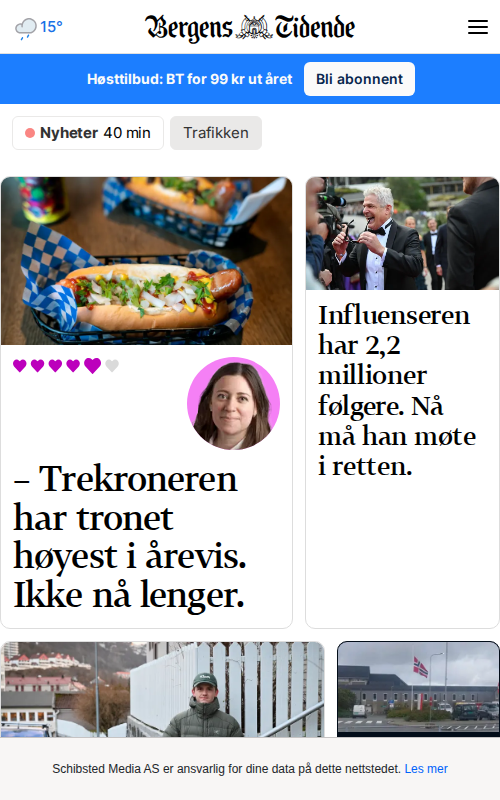 15°
Bergens Tidende
Høsttilbud: BT for 99 kr ut året
Bli abonnent
Nyheter 40 min
Trafikken
– Trekroneren
har tronet
høyest i årevis.
Ikke nå lenger.
Influenseren
har 2,2
millioner
følgere. Nå
må han møte
i retten.
Schibsted Media AS er ansvarlig for dine data på dette nettstedet. Les mer